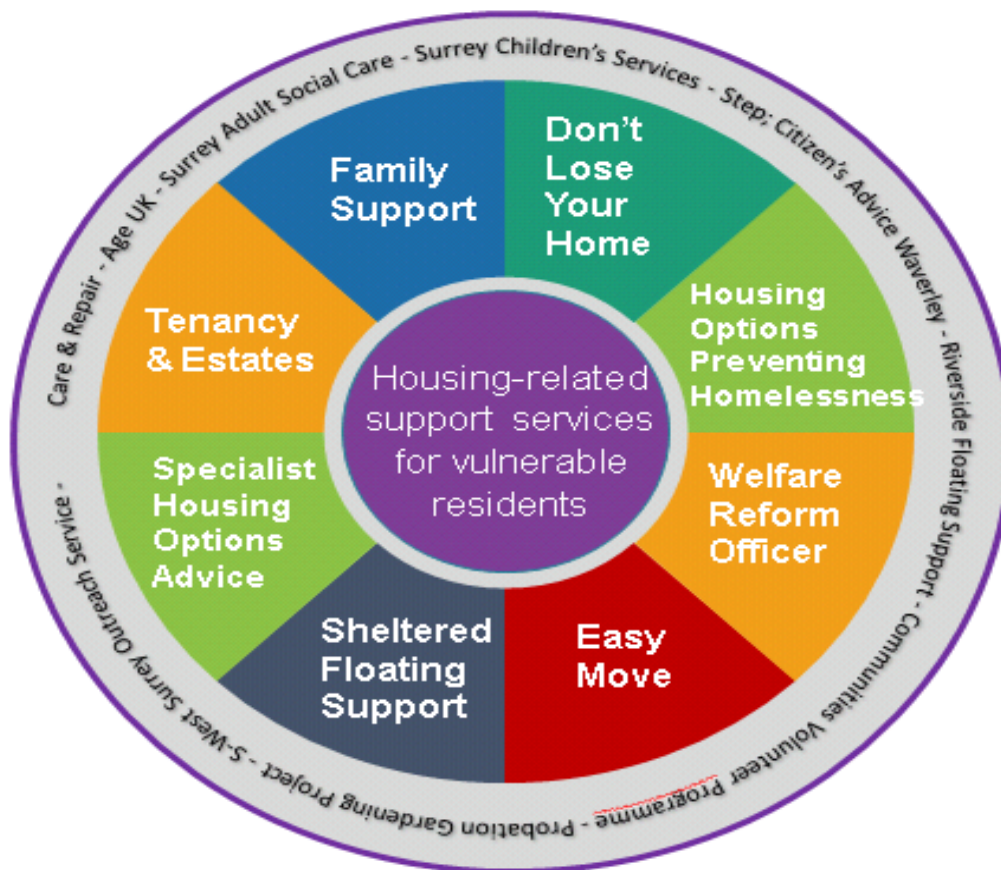 Care & Repair - Age UK - Surrey Adult Social Care - Surrey Children's Services - Step; Citizen's Advice Waverley - Riverside Floating Support - Communities Volunteer Programme - Probation Gardening Project - S-West Surrey Outreach Service -
Family
Support
Don't
Lose
Your
Home
Housing
Options
Preventing
Homelessness
Welfare
Reform
Officer
Easy
Move
Sheltered
Floating
Support
Specialist
Housing
Options
Advice
Tenancy
& Estates
Housing-related
support services
for vulnerable
residents